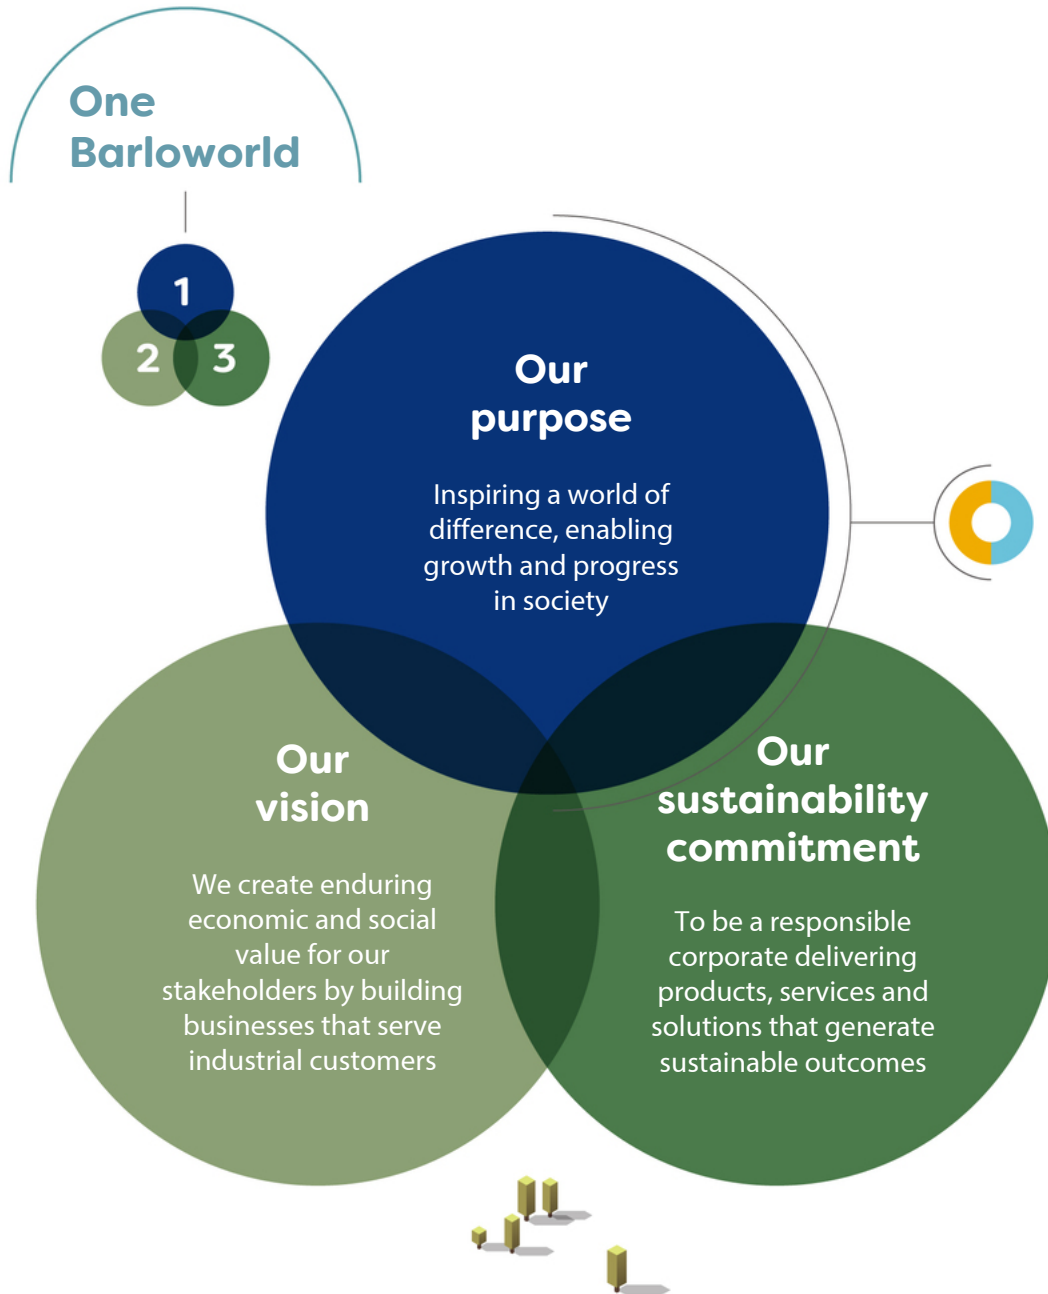 One
Barloworld
1
2
3
Our
purpose
Inspiring a world of
difference, enabling
growth and progress
in society
Our
vision
We create enduring
economic and social
value for our
stakeholders by building
businesses that serve
industrial customers
Our
sustainability
commitment
To be a responsible
corporate delivering
products, services and
solutions that generate
sustainable outcomes